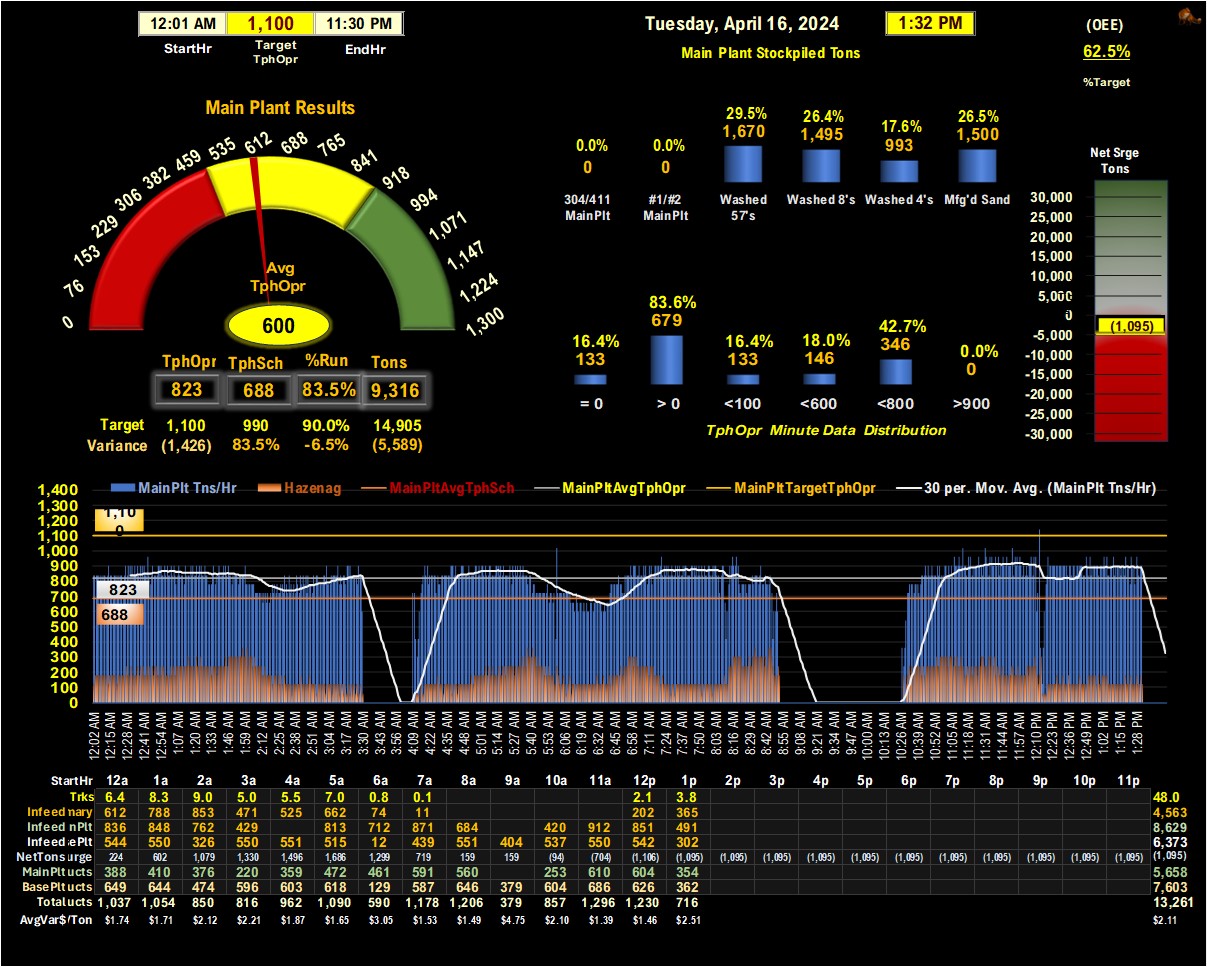 12:01 AM 1,100 11:30 PM
StartHr Target TphOpr EndHr
Tuesday, April 16, 2024 1:32 PM
Main Plant Stockpiled Tons
(OEE)
62.5%
%Target
Main Plant Results
0 76 153 229 306 382 459 535 612 688 765 841 918 994 1,071 1,147 1,224 1,300
Avg
TphOpr
600
TphOpr TphSch %Run Tons
823 688 83.5% 9,316
Target 1,100 990 90.0% 14,905
Variance (1,426) 83.5% -6.5% (5,589)
0.0% 0.0% 29.5% 26.4% 17.6% 26.5%
0 0 1,670 1,495 993 1,500
304/411 MainPlt #1/#2 MainPlt Washed 57's Washed 8's Washed 4's Mfg'd Sand
16.4% 83.6% 16.4% 18.0% 42.7% 0.0%
133 679 133 146 346 0
= 0 > 0 <100 <600 <800 >900
TphOpr Minute Data Distribution
Net Srge
Tons
30,000
25,000
20,000
15,000
10,000
5,000
0
(1,095)
-5,000
-10,000
-15,000
-20,000
-25,000
-30,000
MainPlt Tns/Hr Hazenag MainPltAvgTphSch MainPltAvgTphOpr MainPltTargetTphOpr 30 per. Mov. Avg. (MainPlt Tns/Hr)
1,400
1,300
1,200
1,100
1,000
900
800
700
600
500
400
300
200
100
0
1,100
823
688
12:02 AM 12:15 AM 12:28 AM 12:41 AM 12:54 AM 1:07 AM 1:20 AM 1:33 AM 1:46 AM 1:59 AM 2:12 AM 2:25 AM 2:38 AM 2:51 AM 3:04 AM 3:17 AM 3:30 AM 3:43 AM 3:56 AM 4:09 AM 4:22 AM 4:35 AM 4:48 AM 5:01 AM 5:14 AM 5:27 AM 5:40 AM 5:53 AM 6:06 AM 6:19 AM 6:32 AM 6:45 AM 6:58 AM 7:11 AM 7:24 AM 7:37 AM 7:50 AM 8:03 AM 8:16 AM 8:29 AM 8:42 AM 8:55 AM 9:08 AM 9:21 AM 9:34 AM 9:47 AM 10:00 AM 10:13 AM 10:26 AM 10:39 AM 10:52 AM 11:05 AM 11:18 AM 11:31 AM 11:44 AM 11:57 AM 12:10 PM 12:23 PM 12:36 PM 12:49 PM 1:02 PM 1:15 PM 1:28 PM
StartHr 12a 1a 2a 3a 4a 5a 6a 7a 8a 9a 10a 11a 12p 1p 2p 3p 4p 5p 6p 7p 8p 9p 10p 11p
Trks 6.4 8.3 9.0 5.0 5.5 7.0 0.8 0.1 2.1 3.8 48.0
Infeed mary 612 788 853 471 525 662 74 11 202 365 4,563
Infeed nPlt 836 848 762 429 813 712 871 684 420 912 851 491 8,629
Infeed ePlt 544 550 326 550 551 515 12 439 551 404 537 550 542 302 6,373
NetTons urge 224 602 1,079 1,330 1,496 1,686 1,299 719 159 159 (94) (704) (1,106) (1,095) (1,095) (1,095) (1,095) (1,095) (1,095) (1,095) (1,095) (1,095) (1,095) (1,095) (1,095)
MainPlt ucts 388 410 376 220 359 472 461 591 560 253 610 604 354 5,658
BasePlt ucts 649 644 474 596 603 618 129 587 646 379 604 686 626 362 7,603
Total ucts 1,037 1,054 850 816 962 1,090 590 1,178 1,206 379 857 1,296 1,230 716 13,261
AvgVar$/Ton $1.74 $1.71 $2.12 $2.21 $1.87 $1.65 $3.05 $1.53 $1.49 $4.75 $2.10 $1.39 $1.46 $2.51 $2.11